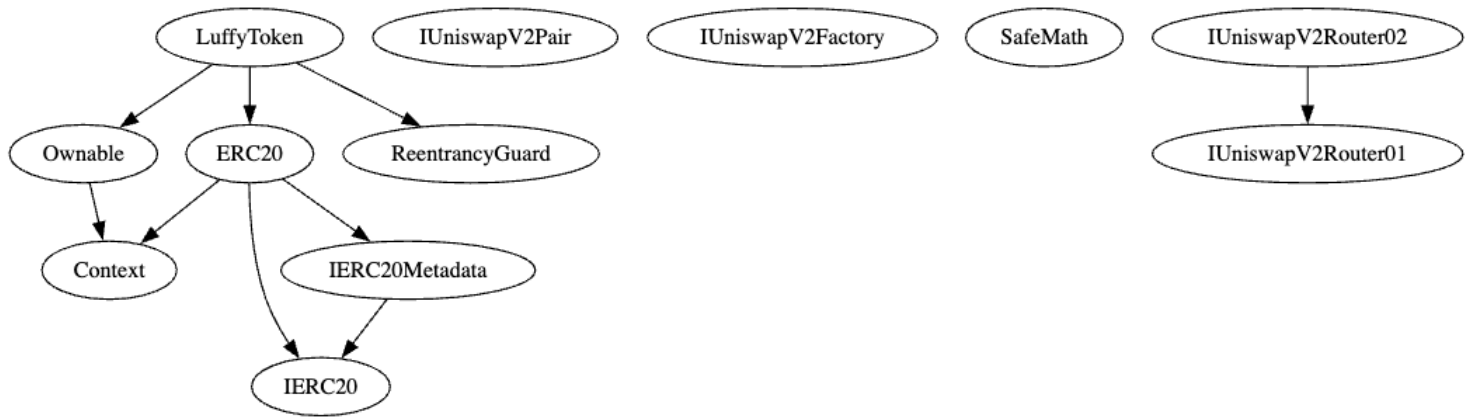 LuffyToken
IUniswapV2Pair
IUniswapV2Factory
SafeMath
IUniswapV2Router02
Ownable
ERC20
ReentrancyGuard
IUniswapV2Router01
Context
IERC20Metadata
IERC20